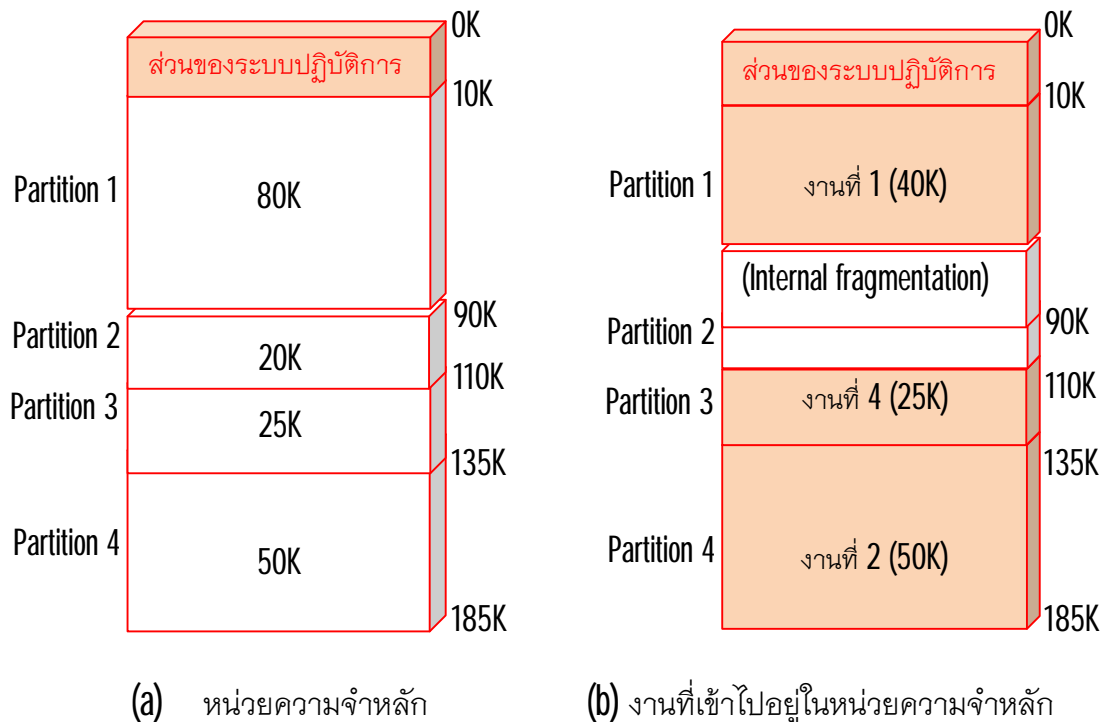 0K
ส่วนของระบบปฏิบัติการ
10K
Partition 1
80K
90K
Partition 2
20K
110K
Partition 3
25K
135K
Partition 4
50K
185K
(a) หน่วยความจำหลัก
0K
ส่วนของระบบปฏิบัติการ
10K
Partition 1
งานที่ 1 (40K)
(Internal fragmentation)
90K
Partition 2
110K
Partition 3
งานที่ 4 (25K)
135K
Partition 4
งานที่ 2 (50K)
185K
(b) งานที่เข้าไปอยู่ในหน่วยความจำหลัก